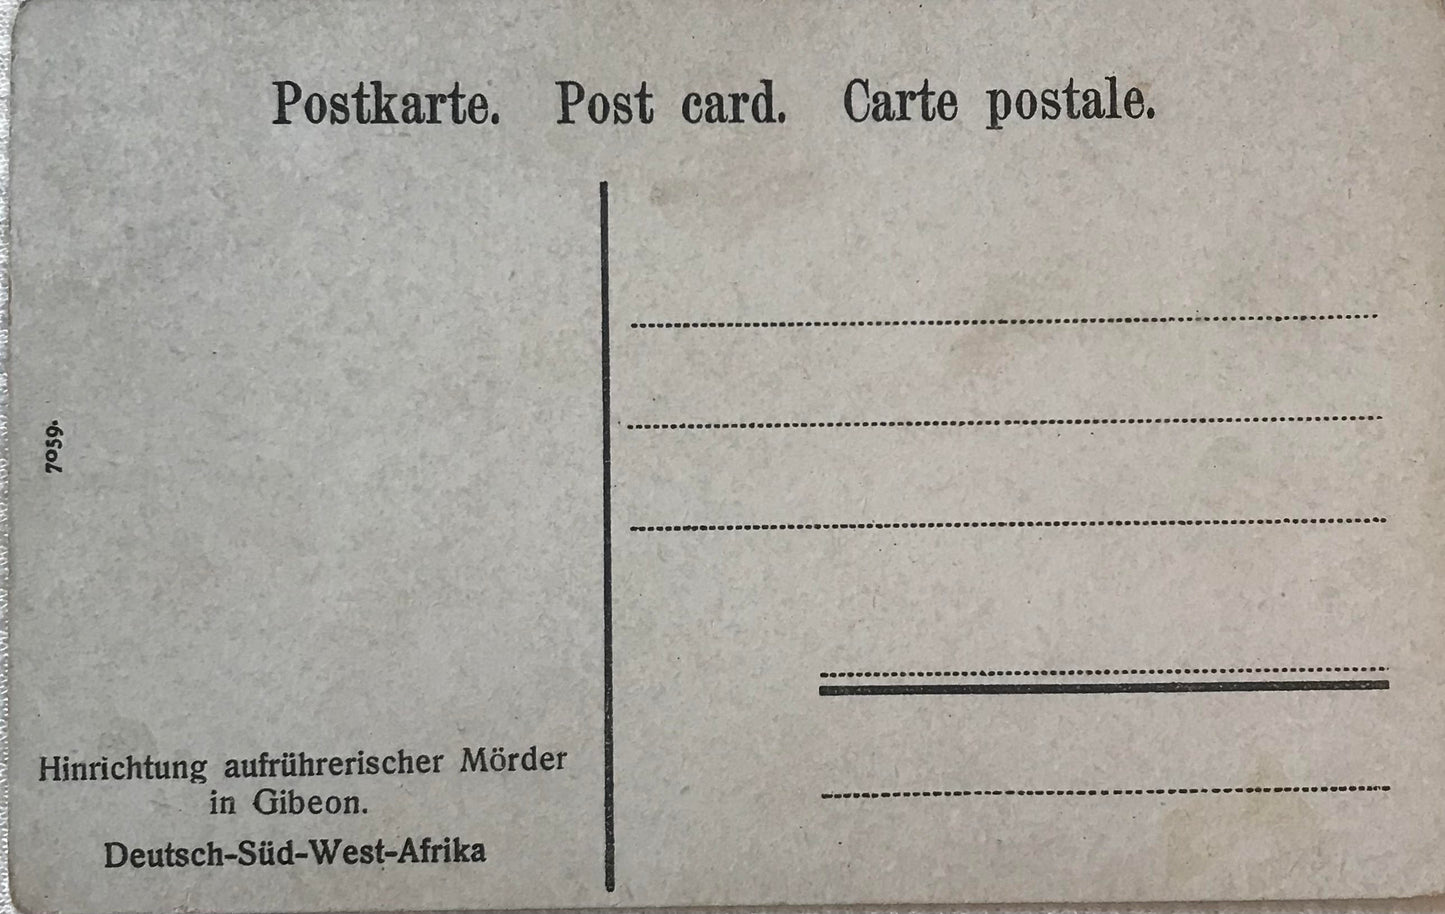 Postkarte. Post card. Carte postale.
7059.
Hinrichtung aufrührerischer Mörder
in Gibeon.
Deutsch-Süd-West-Afrika